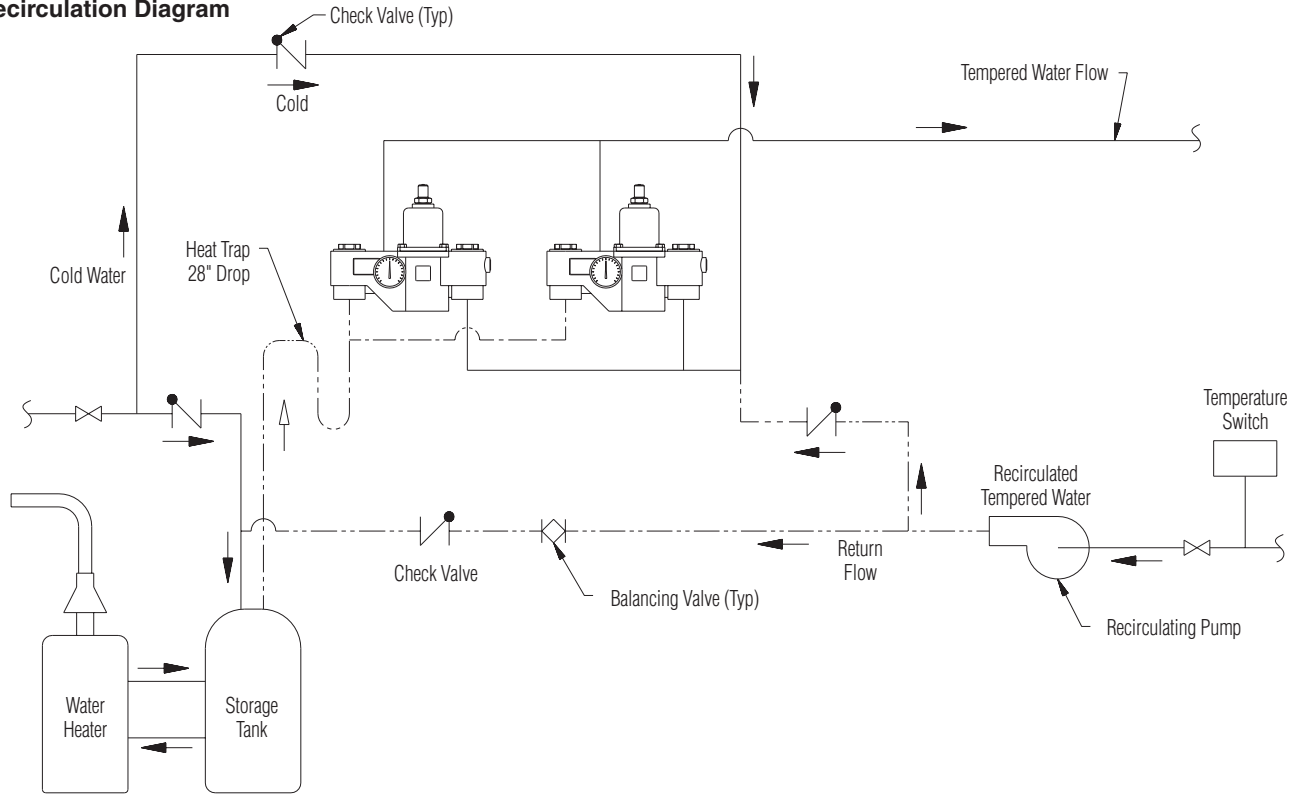 ecirculation Diagram
Check Valve (Typ)
Cold
Tempered Water Flow
Heat Trap
28" Drop
Cold Water
Temperature
Switch
Recirculated
Tempered Water
Return
Flow
Check Valve
Balancing Valve (Typ)
Recirculating Pump
Water
Heater
Storage
Tank